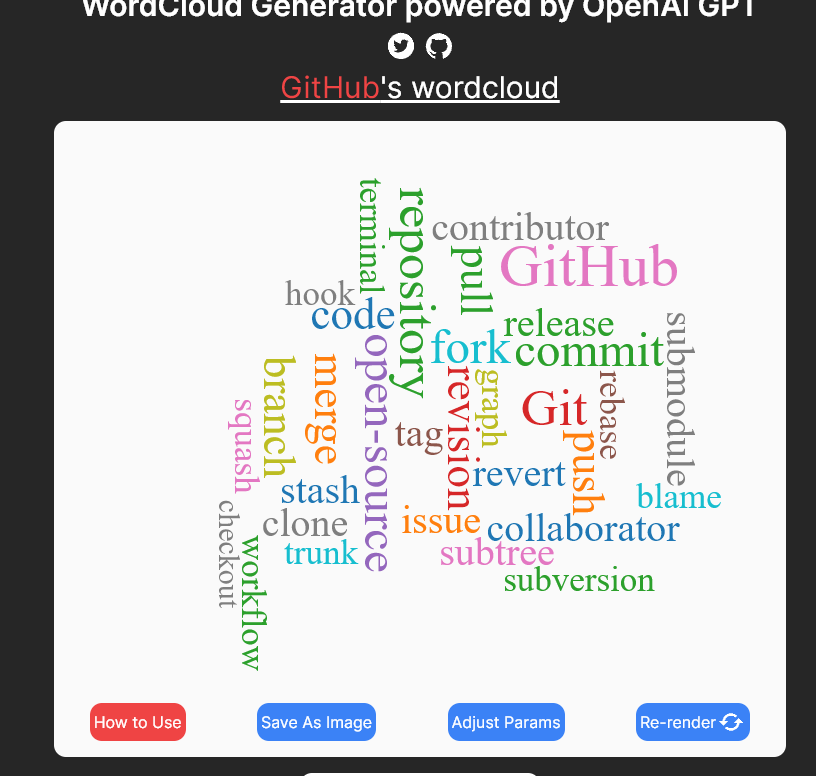 WordCloud Generator powered by OpenAI GPT
GitHub's wordcloud
terminal
repository
contributor
pull
GitHub
hook
code
release
fork
commit
submodule
open-source
merge
branch
revision
graph
Git
rebase
squash
tag
push
revert
stash
blame
checkout
clone
issue
collaborator
workflow
trunk
subtree
subversion
How to Use
Save As Image
Adjust Params
Re-render